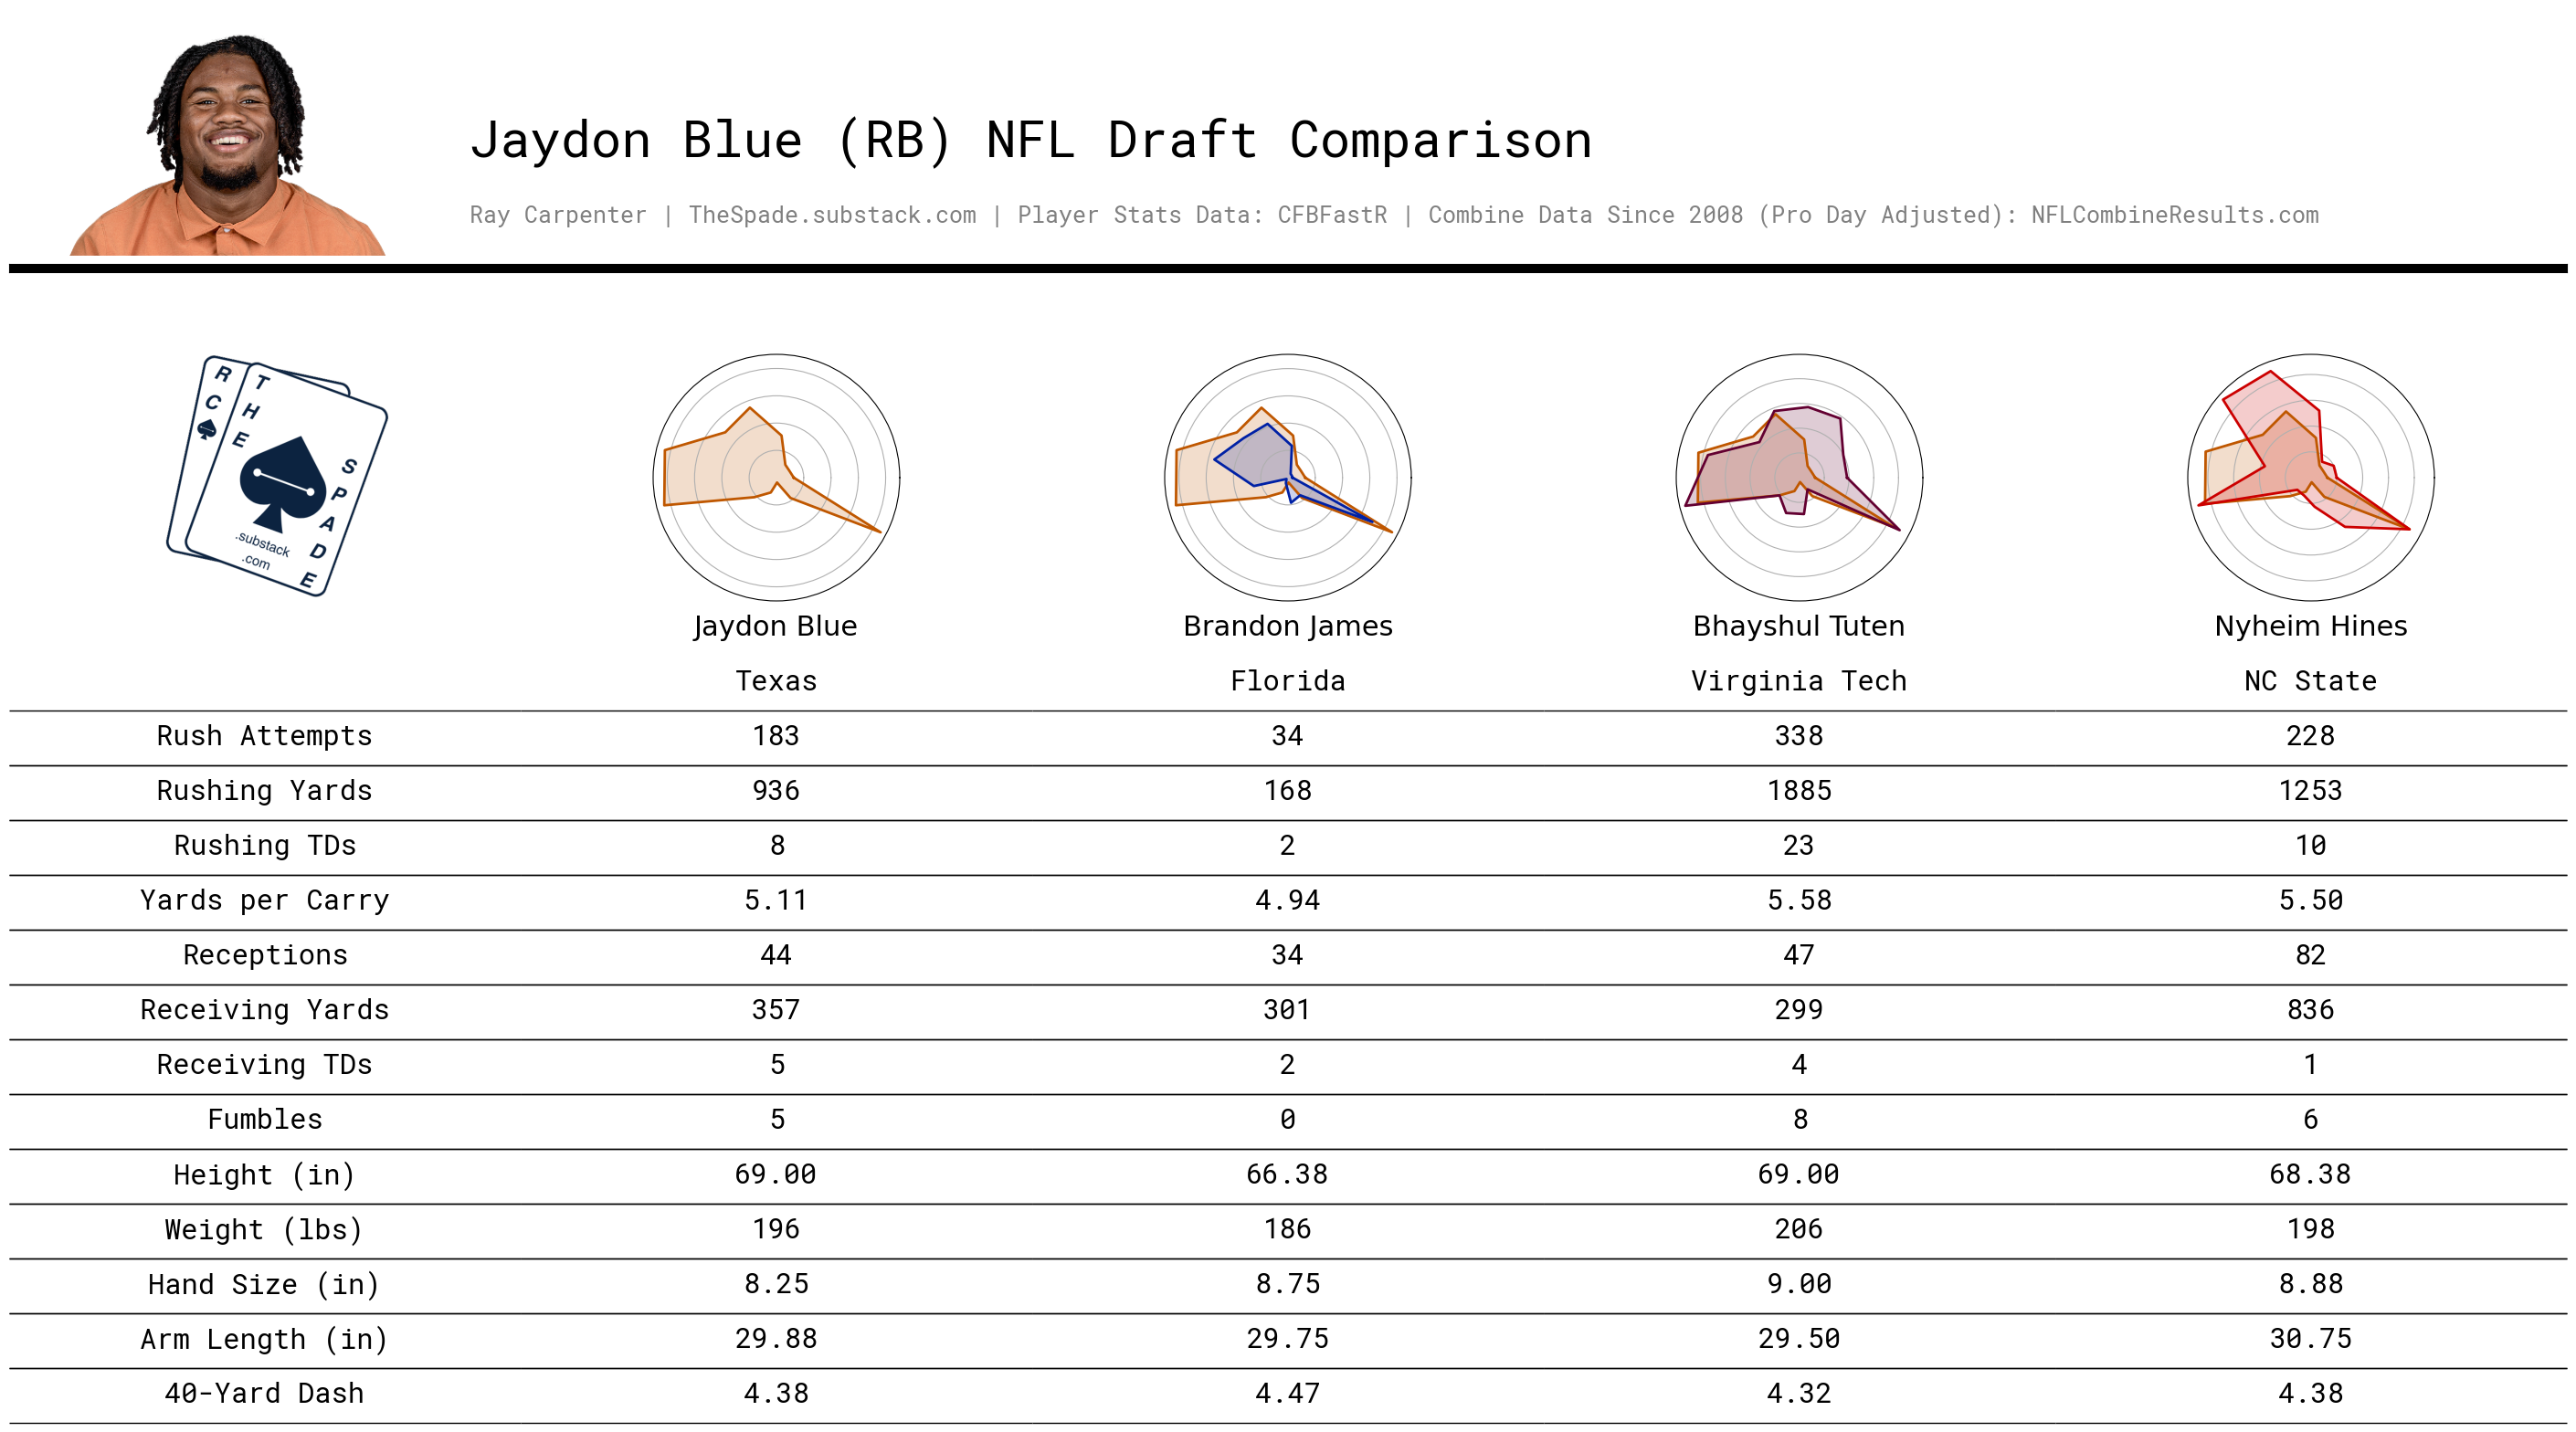 Jaydon Blue (RB) NFL Draft Comparison
Ray Carpenter | TheSpade.substack.com | Player Stats Data: CFBFastR | Combine Data Since 2008 (Pro Day Adjusted): NFLCombineResults.com
RC
THE
SPADE
.substack
.com
Jaydon Blue Brandon James Bhayshul Tuten Nyheim Hines
Texas Florida Virginia Tech NC State
Rush Attempts 183 34 338 228
Rushing Yards 936 168 1885 1253
Rushing TDs 8 2 23 10
Yards per Carry 5.11 4.94 5.58 5.50
Receptions 44 34 47 82
Receiving Yards 357 301 299 836
Receiving TDs 5 2 4 1
Fumbles 5 0 8 6
Height (in) 69.00 66.38 69.00 68.38
Weight (lbs) 196 186 206 198
Hand Size (in) 8.25 8.75 9.00 8.88
Arm Length (in) 29.88 29.75 29.50 30.75
40-Yard Dash 4.38 4.47 4.32 4.38